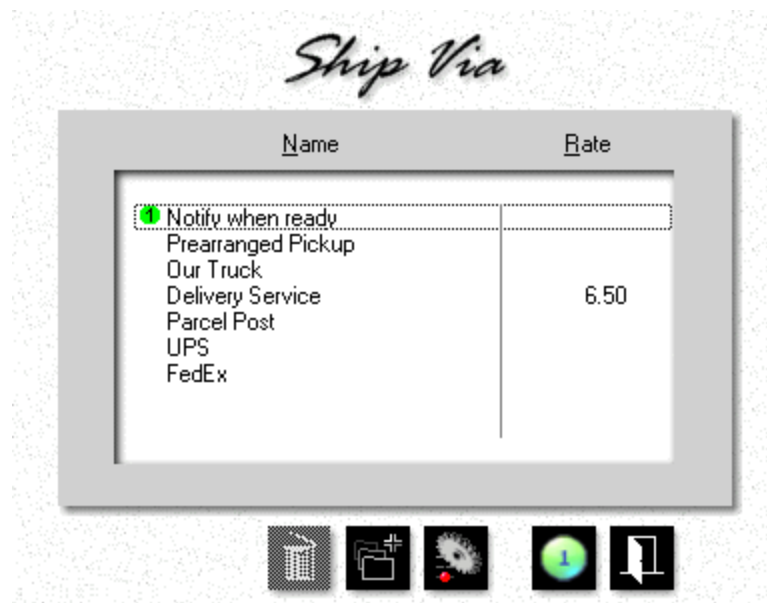 Ship Via
Name Rate
1 Notify when ready
Prearranged Pickup
Our Truck
Delivery Service 6.50
Parcel Post
UPS
FedEx
1